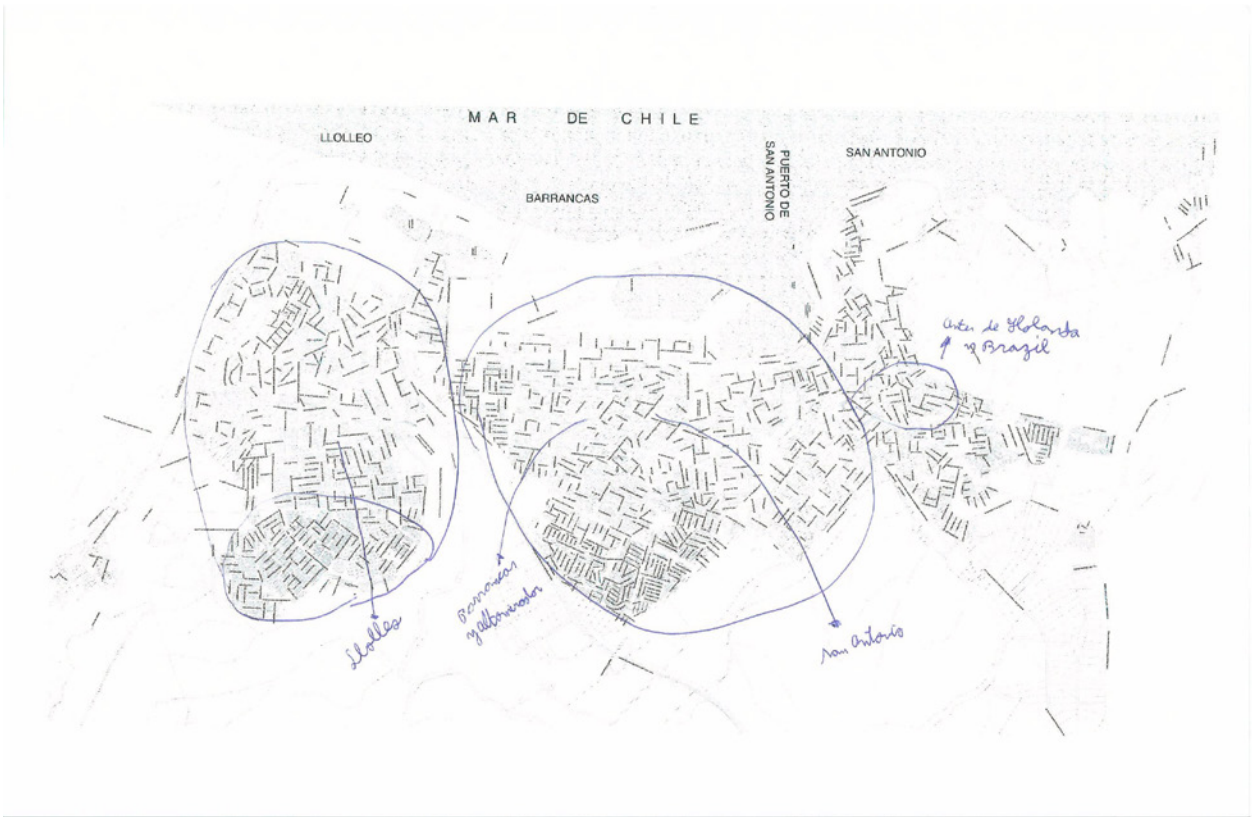 MAR DE CHILE
LLOLLEO
BARRANCAS
PUERTO DE
SAN ANTONIO
SAN ANTONIO
antes de Holanda
y Brazil
Llolleo
Barrancas
y altomirador
san Antonio